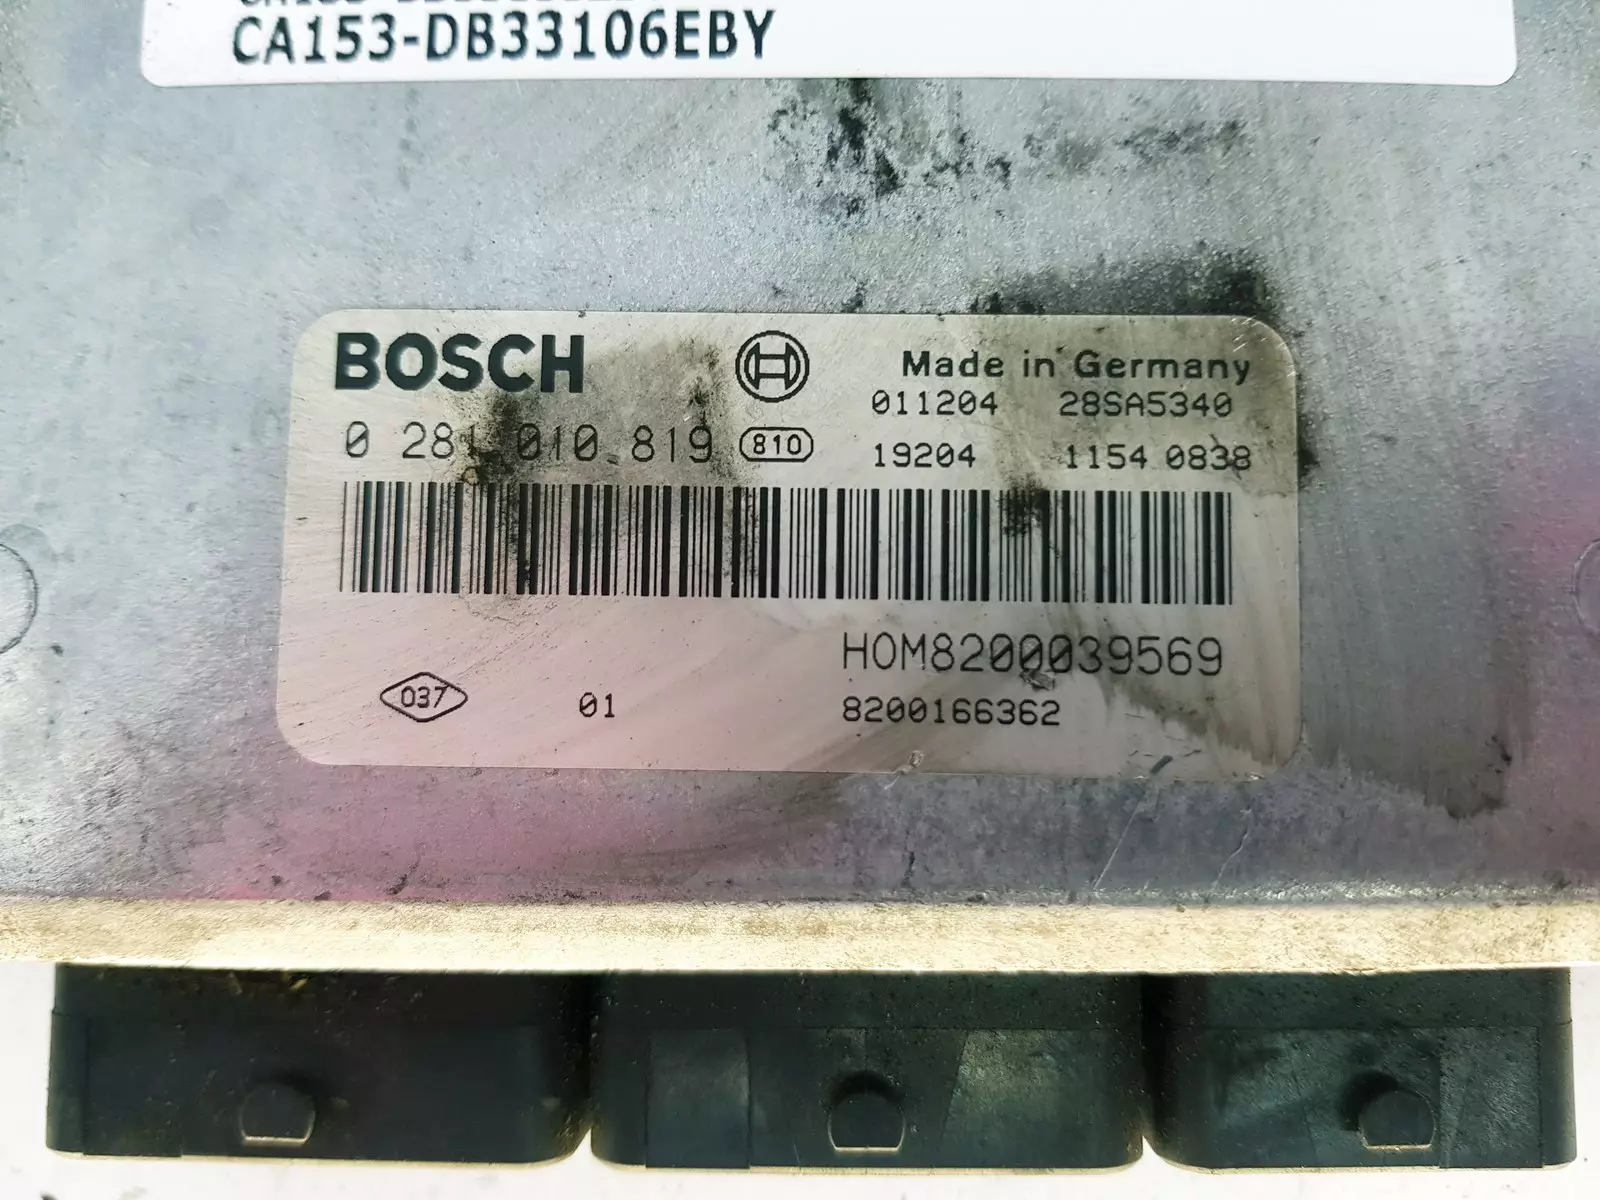 CA153-DB33106EBY
BOSCH
Made in Germany
011204 28SA5340
0 281 010 819 810
19204 1154 0838
HOM8200039569
037 01 8200166362